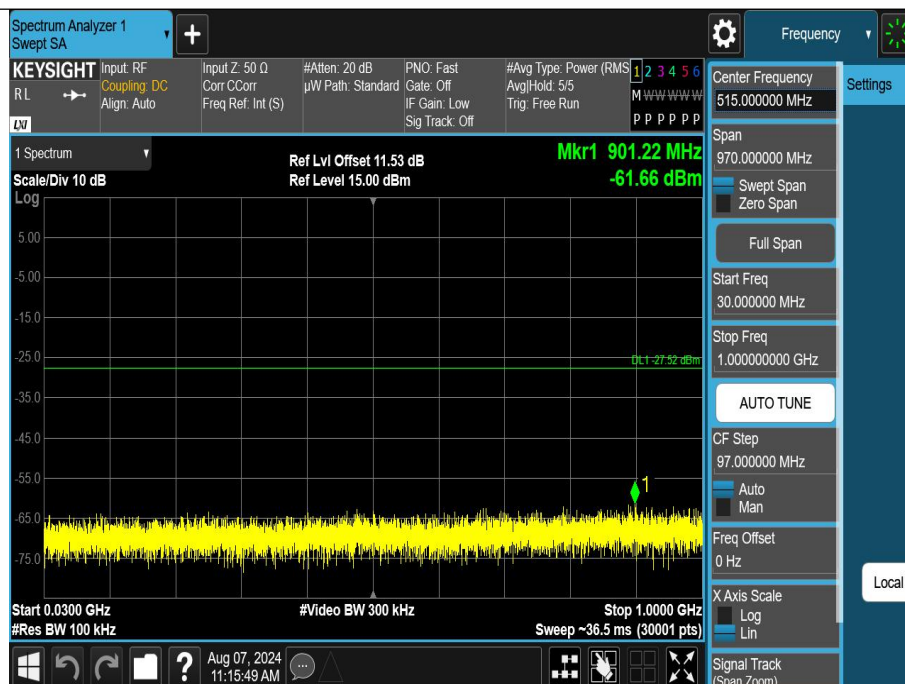 Spectrum Analyzer 1
Swept SA
Frequency
KEYSIGHT
RL
LXI
Input: RF
Coupling: DC
Align: Auto
Input Z: 50 Ω
Corr CCorr
Freq Ref: Int (S)
#Atten: 20 dB
µW Path: Standard
PNO: Fast
Gate: Off
IF Gain: Low
Sig Track: Off
#Avg Type: Power (RMS
Avg|Hold: 5/5
Trig: Free Run
1 2 3 4 5 6
M W W W W W
P P P P P P
1 Spectrum
Scale/Div 10 dB
Log
Ref Lvl Offset 11.53 dB
Ref Level 15.00 dBm
Mkr1 901.22 MHz
-61.66 dBm
5.00
-5.00
-15.0
-25.0
DL1 -27.52 dBm
-35.0
-45.0
-55.0
1
-65.0
-75.0
Start 0.0300 GHz
#Res BW 100 kHz
#Video BW 300 kHz
Stop 1.0000 GHz
Sweep ~36.5 ms (30001 pts)
Aug 07, 2024
11:15:49 AM
Center Frequency
515.000000 MHz
Span
970.000000 MHz
Swept Span
Zero Span
Full Span
Start Freq
30.000000 MHz
Stop Freq
1.000000000 GHz
AUTO TUNE
CF Step
97.000000 MHz
Auto
Man
Freq Offset
0 Hz
X Axis Scale
Log
Lin
Signal Track
(Span Zoom)
Settings
Local